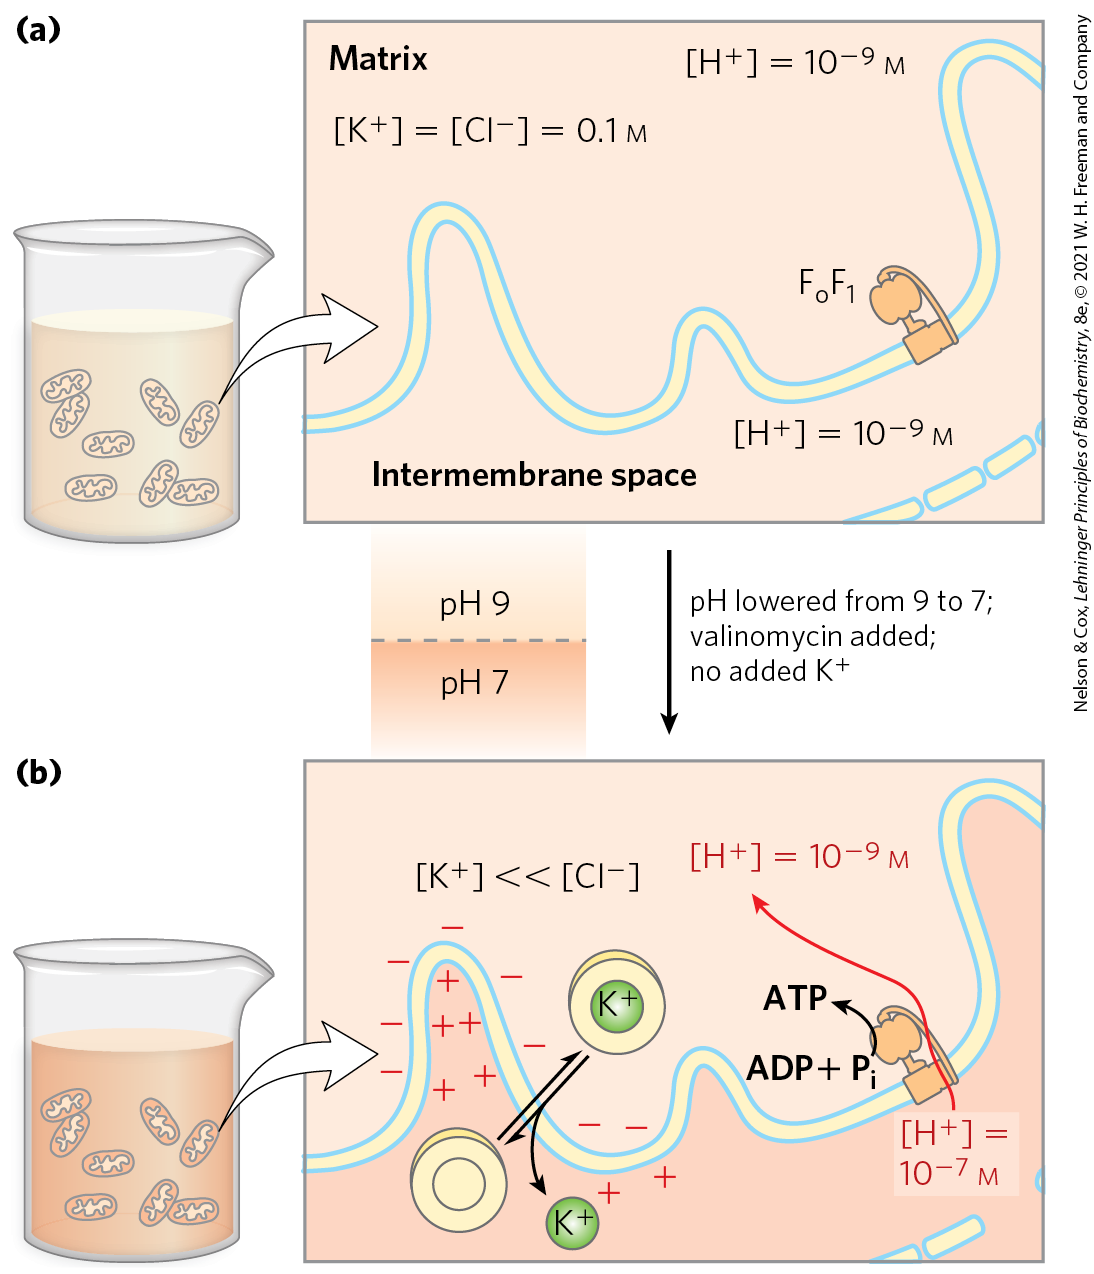 (a)
Matrix
[H⁺] = 10⁻⁹ M
[K⁺] = [Cl⁻] = 0.1 M
FₒF₁
[H⁺] = 10⁻⁹ M
Intermembrane space
pH 9
pH 7
pH lowered from 9 to 7;
valinomycin added;
no added K⁺
(b)
[K⁺] << [Cl⁻]
[H⁺] = 10⁻⁹ M
− − − − − − − −
+ + + + + + +
K⁺
ATP
ADP + Pᵢ
[H⁺] =
10⁻⁷ M
K⁺
Nelson & Cox, Lehninger Principles of Biochemistry, 8e, © 2021 W. H. Freeman and Company